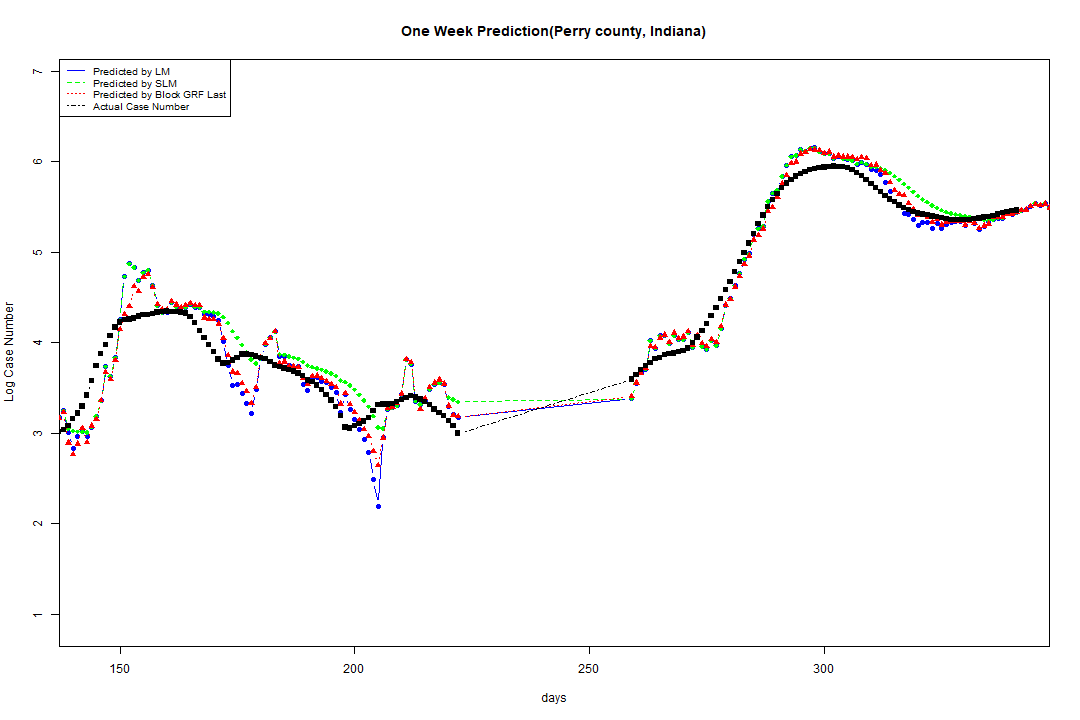 One Week Prediction(Perry county, Indiana)
Predicted by LM
Predicted by SLM
Predicted by Block GRF Last
Actual Case Number
7
6
5
4
3
2
1
Log Case Number
150 200 250 300
days